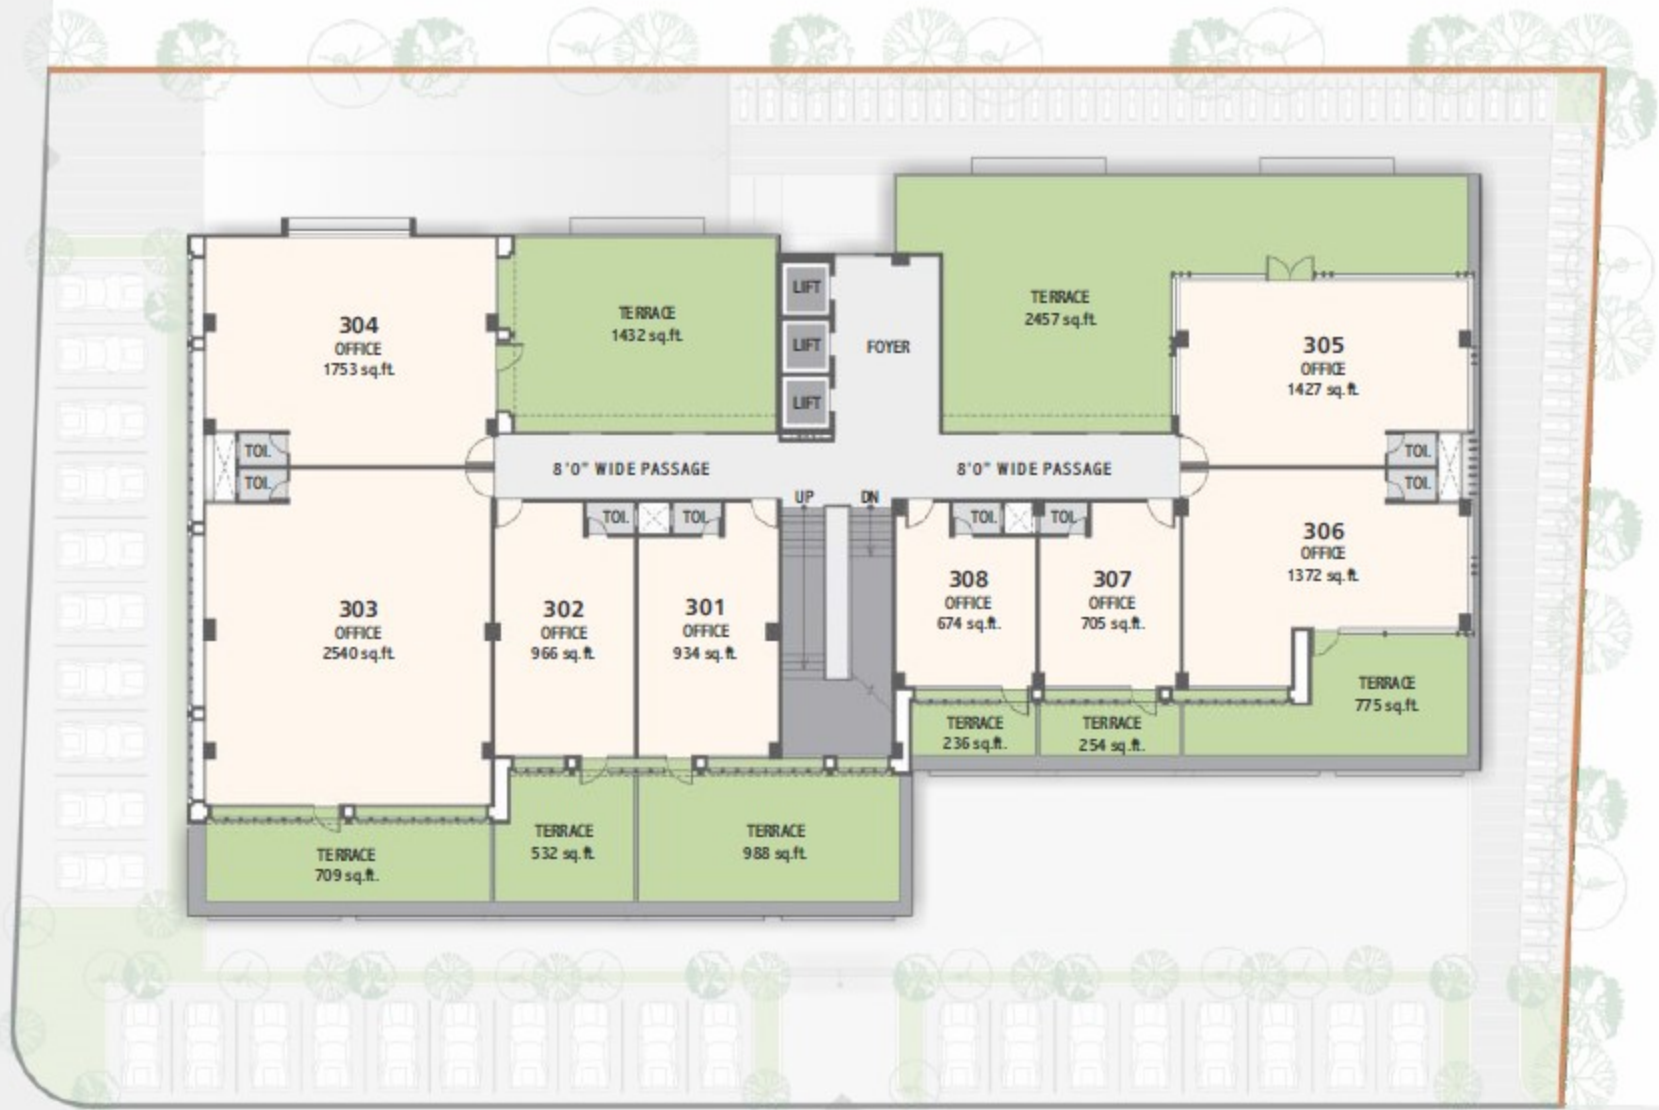 304
OFFICE
1753 sq.ft.
TERRACE
1432 sq.ft.
LIFT
LIFT
LIFT
FOYER
TERRACE
2457 sq.ft.
305
OFFICE
1427 sq.ft.
TOI.
TOI.
8'0" WIDE PASSAGE
8'0" WIDE PASSAGE
TOI.
TOI.
UP
DN
TOI.
TOI.
TOI.
TOI.
303
OFFICE
2540 sq.ft.
302
OFFICE
966 sq.ft.
301
OFFICE
934 sq.ft.
308
OFFICE
674 sq.ft.
307
OFFICE
705 sq.ft.
306
OFFICE
1372 sq.ft.
TERRACE
709 sq.ft.
TERRACE
532 sq.ft.
TERRACE
988 sq.ft.
TERRACE
236 sq.ft.
TERRACE
254 sq.ft.
TERRACE
775 sq.ft.